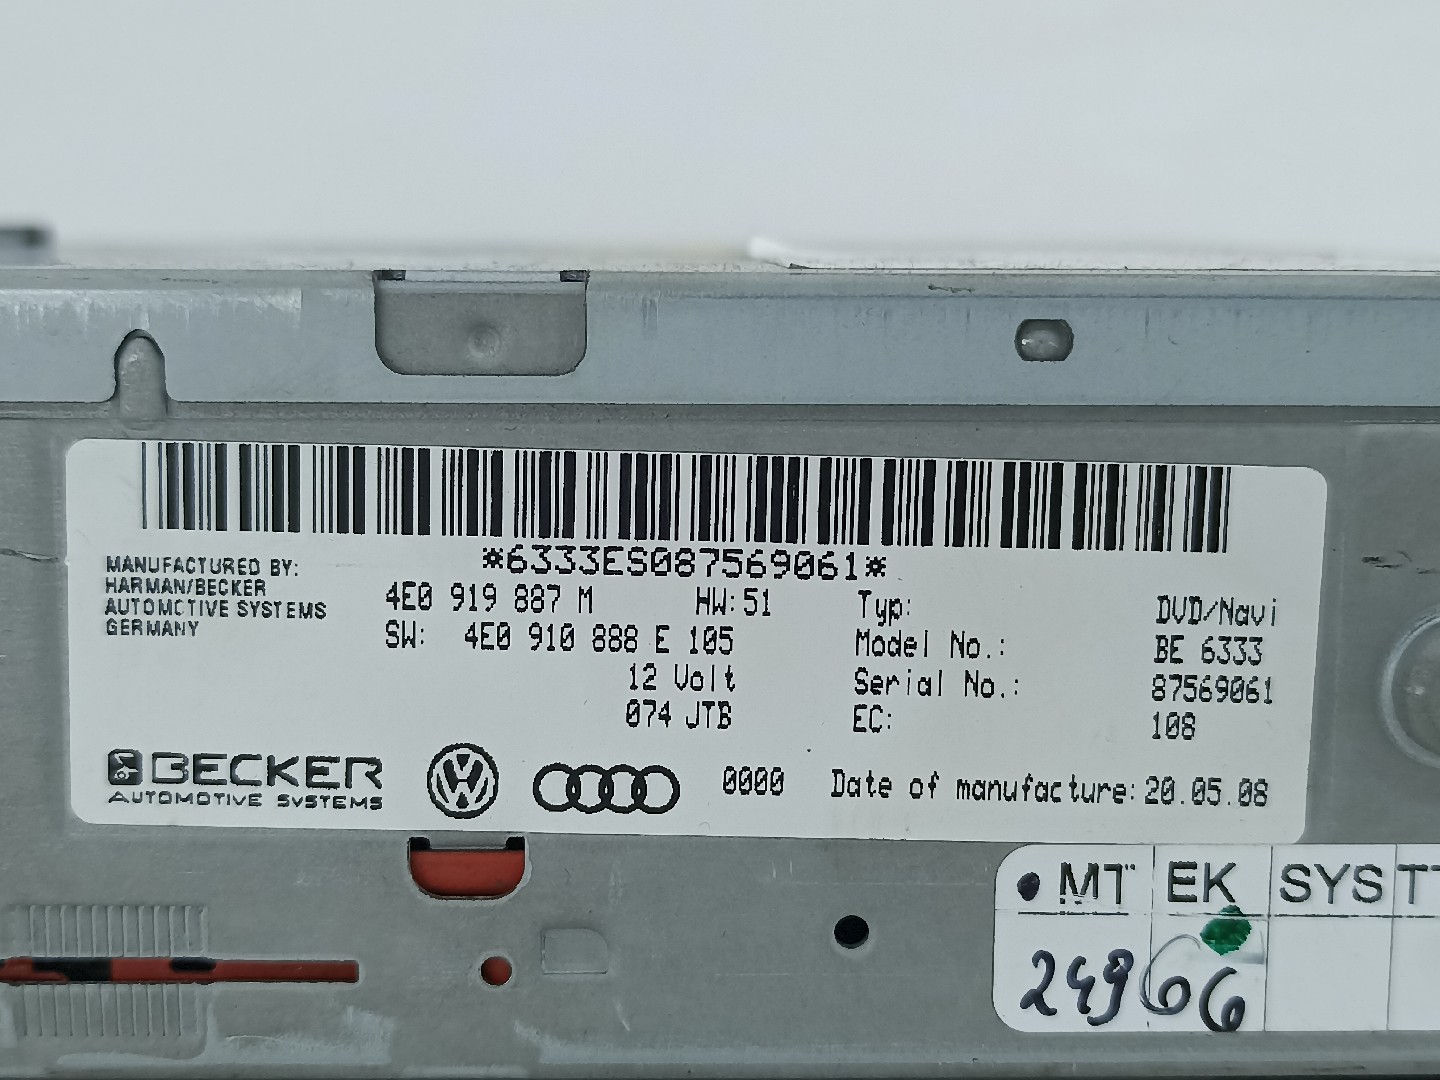 *6333ES087569061*
MANUFACTURED BY:
HARMAN/BECKER
AUTOMOTIVE SYSTEMS
GERMANY
4E0 919 887 M HW: 51
SW: 4E0 910 888 E 105
12 Volt
074 JTB
Typ: DVD/Navi
Model No.: BE 6333
Serial No.: 87569061
EC: 108
BECKER
AUTOMOTIVE SYSTEMS
0000 Date of manufacture: 20.05.08
MT EK SYS
24966